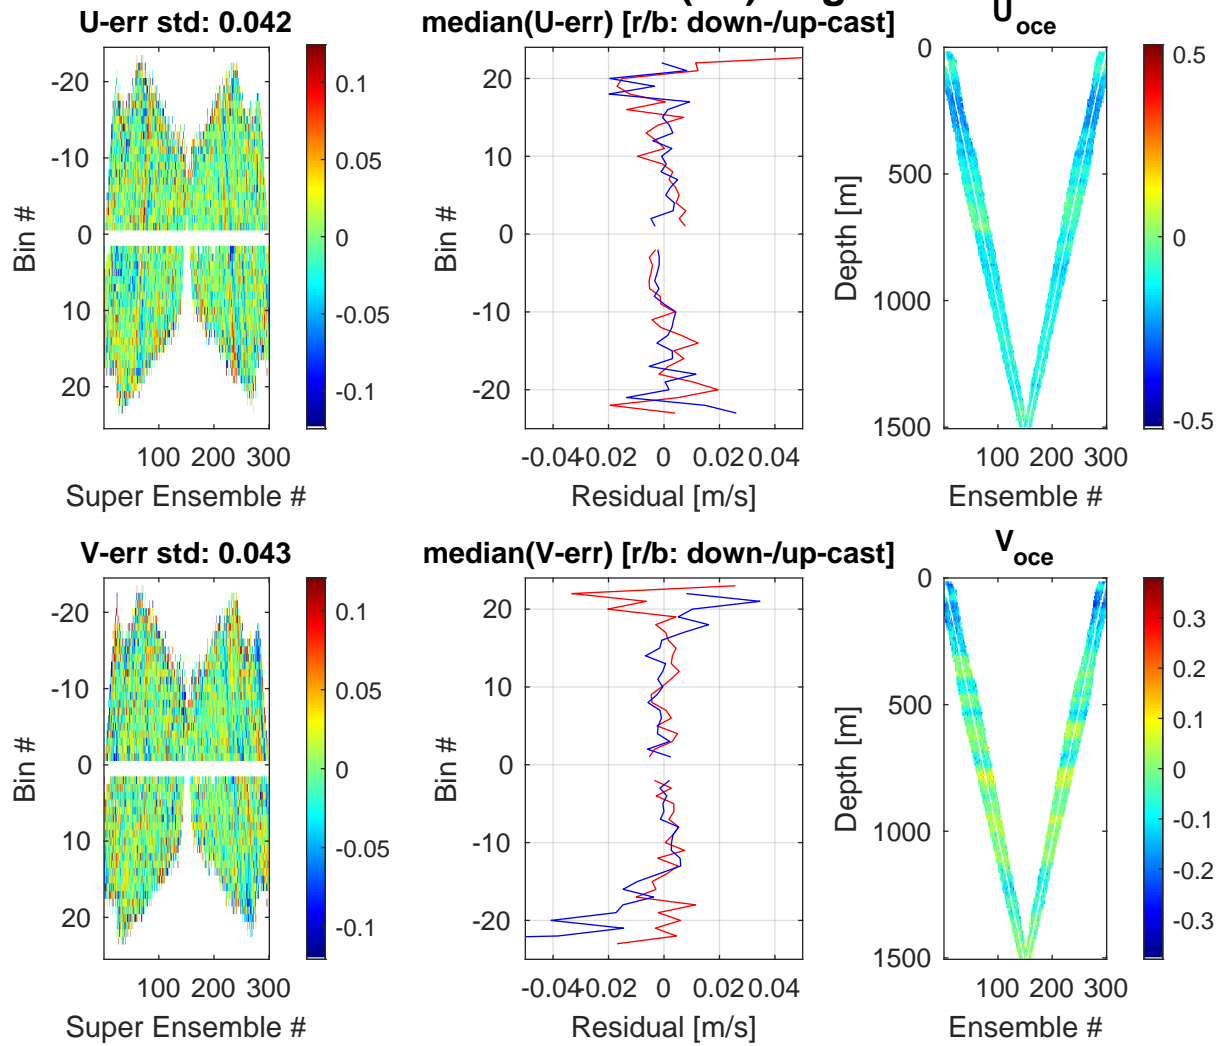 U-err std: 0.042
median(U-err) [r/b: down-/up-cast]
U_oce
-20
-10
0
10
20
Bin #
100 200 300
Super Ensemble #
0.1
0.05
0
-0.05
-0.1
20
10
0
-10
-20
Bin #
-0.04 -0.02 0 0.02 0.04
Residual [m/s]
0
500
1000
1500
Depth [m]
Ensemble #
0.5
0
-0.5
V-err std: 0.043
median(V-err) [r/b: down-/up-cast]
V_oce
-20
-10
0
10
20
Bin #
100 200 300
Super Ensemble #
0.1
0.05
0
-0.05
-0.1
20
10
0
-10
-20
Bin #
-0.04 -0.02 0 0.02 0.04
Residual [m/s]
0
500
1000
1500
Depth [m]
0 100 200 300
Ensemble #
0.3
0.2
0.1
0
-0.1
-0.2
-0.3